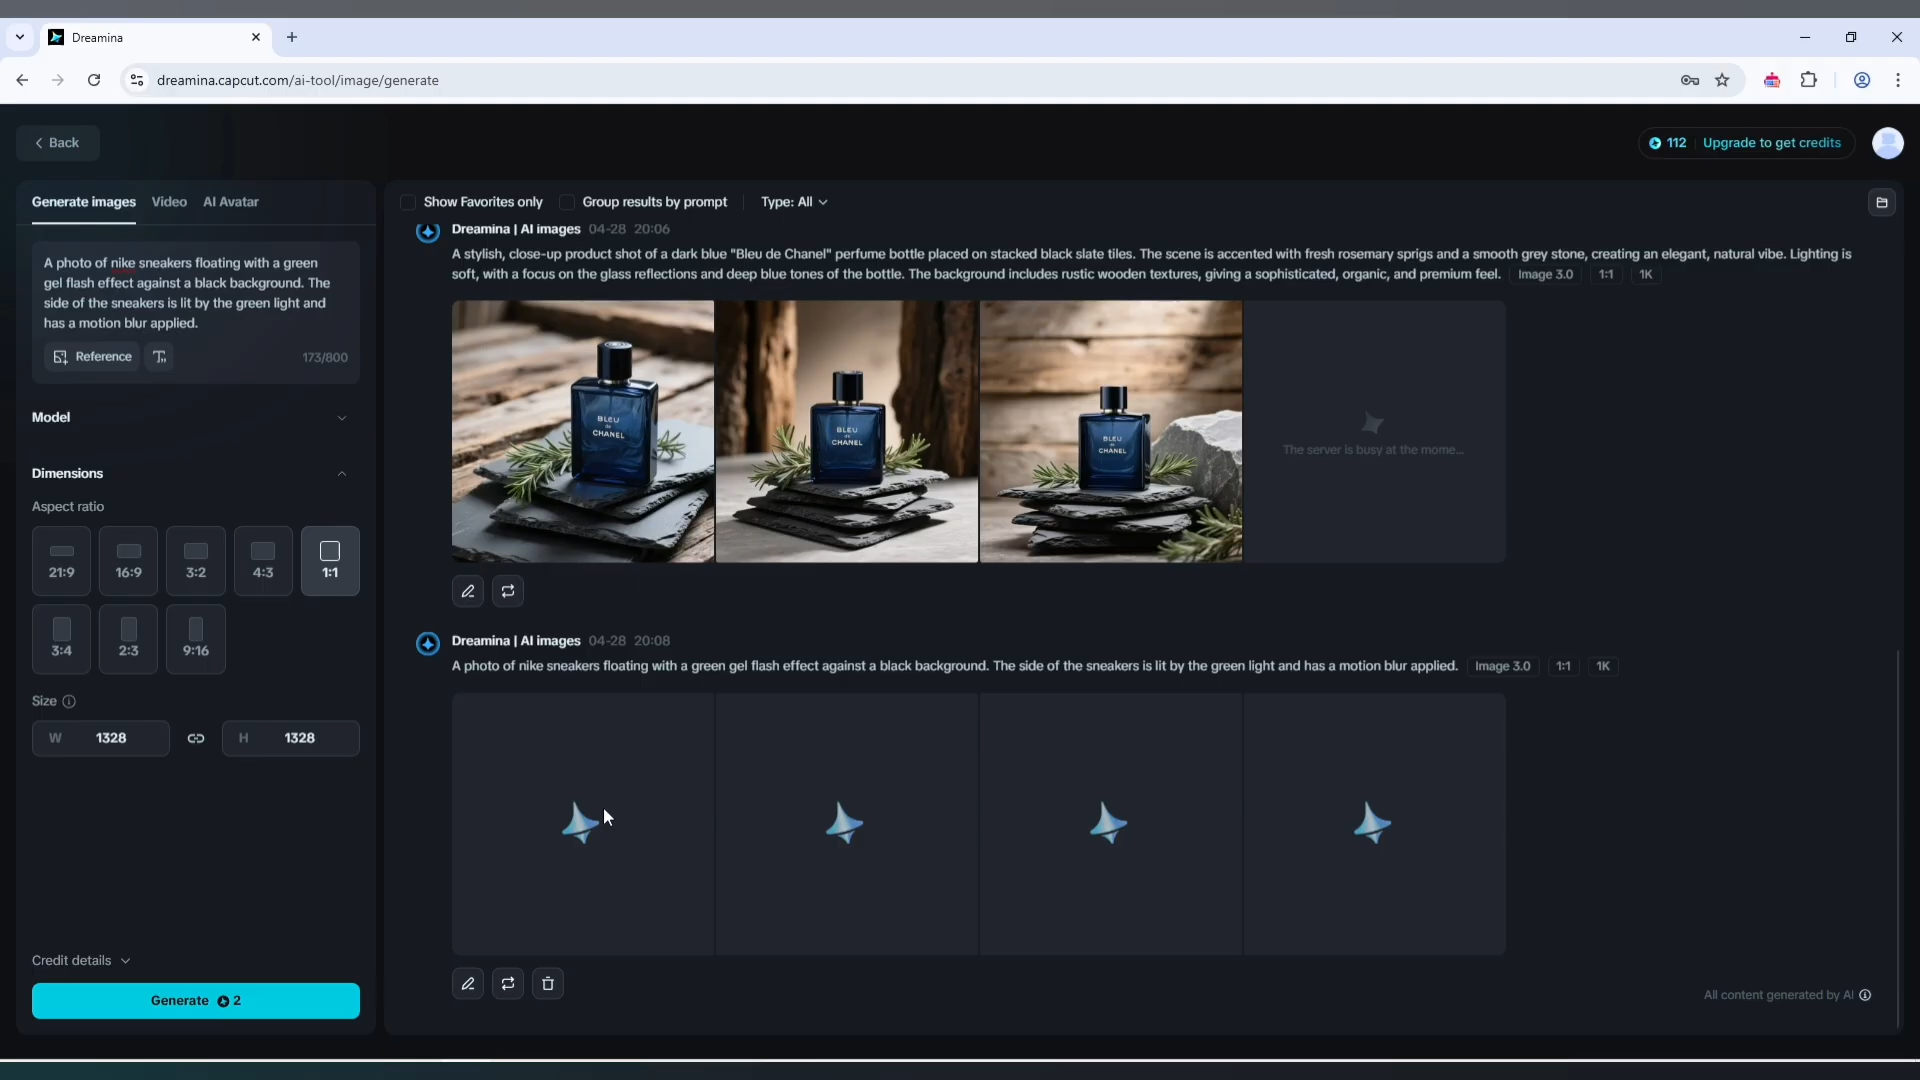 Dreamina
dreamina.capcut.com/ai-tool/image/generate
Back
112 Upgrade to get credits
Generate images Video AI Avatar
A photo of nike sneakers floating with a green
gel flash effect against a black background. The
side of the sneakers is lit by the green light and
has a motion blur applied.
Reference
173/800
Model
Dimensions
Aspect ratio
21:9 16:9 3:2 4:3 1:1
3:4 2:3 9:16
Size
W 1328 H 1328
Credit details
Generate 2
Show Favorites only Group results by prompt Type: All
Dreamina | AI images 04-28 20:06
A stylish, close-up product shot of a dark blue "Bleu de Chanel" perfume bottle placed on stacked black slate tiles. The scene is accented with fresh rosemary sprigs and a smooth grey stone, creating an elegant, natural vibe. Lighting is
soft, with a focus on the glass reflections and deep blue tones of the bottle. The background includes rustic wooden textures, giving a sophisticated, organic, and premium feel. Image 3.0 1:1 1K
BLEU
de
CHANEL
BLEU
de
CHANEL
BLEU
de
CHANEL
The server is busy at the mome...
Dreamina | AI images 04-28 20:08
A photo of nike sneakers floating with a green gel flash effect against a black background. The side of the sneakers is lit by the green light and has a motion blur applied. Image 3.0 1:1 1K
All content generated by AI